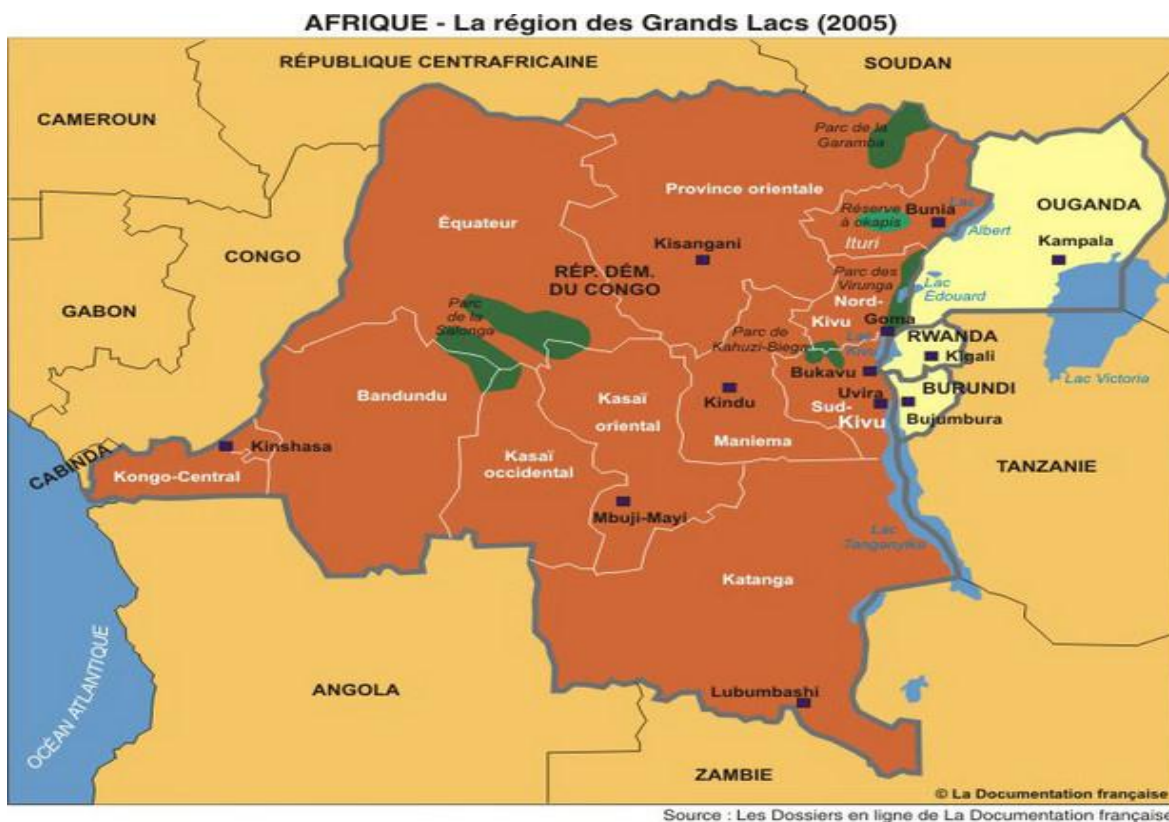 AFRIQUE - La région des Grands Lacs (2005)
RÉPUBLIQUE CENTRAFRICAINE
SOUDAN
CAMEROUN
Parc de la
Garamba
Province orientale
Équateur
Réserve
à okapis
Bunia
Lac
Albert
OUGANDA
Kampala
Ituri
Kisangani
CONGO
RÉP. DÉM.
DU CONGO
Parc des
Virunga
Lac
Édouard
GABON
Parc
de la
Salonga
Nord-
Kivu
Goma
Parc de
Kahuzi-Biega
Lac
Kivu
RWANDA
Kigali
Lac Victoria
Bukavu
BURUNDI
Bandundu
Kasaï
oriental
Kindu
Uvira
Sud-
Kivu
Bujumbura
Maniema
Kinshasa
Kasaï
occidental
CABINDA
Kongo-Central
TANZANIE
Mbuji-Mayi
Lac
Tanganyika
Katanga
OCÉAN ATLANTIQUE
ANGOLA
Lubumbashi
ZAMBIE
© La Documentation française
Source : Les Dossiers en ligne de La Documentation française